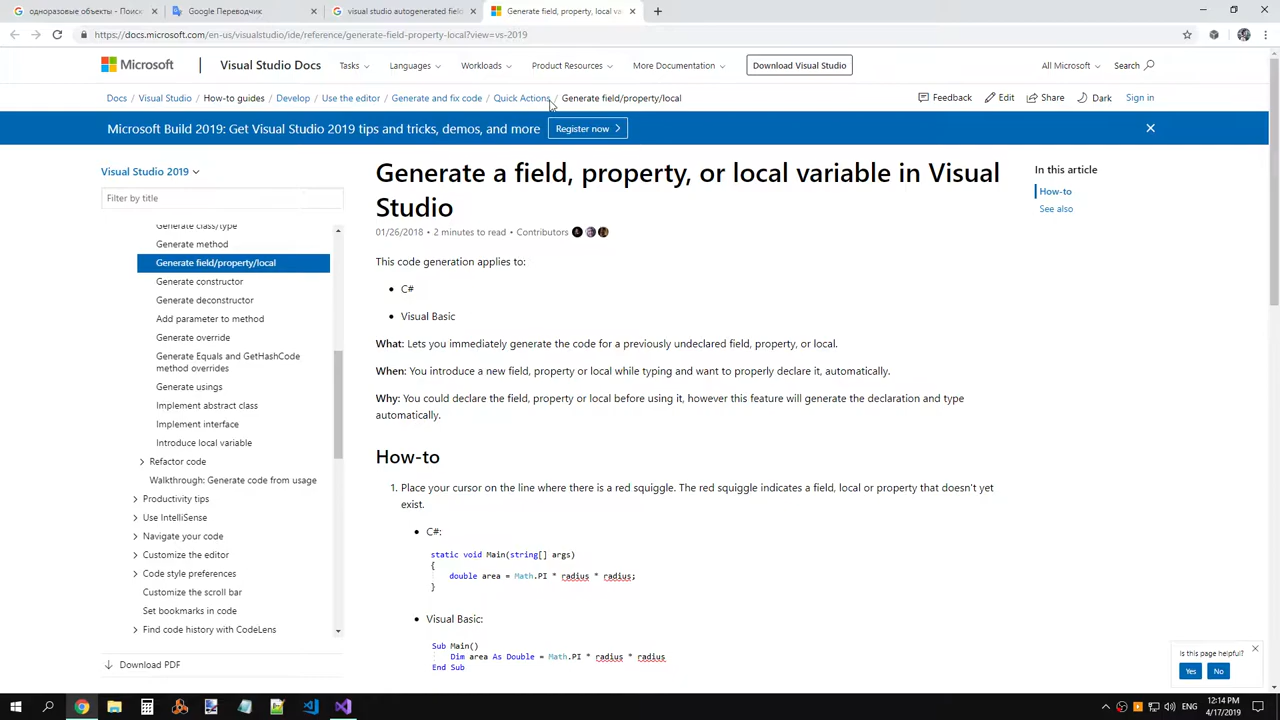 одноразовые объекты - Поиск
Google Переводчик
visual studio autogenerated field
Generate field, property, local va
https://docs.microsoft.com/en-us/visualstudio/ide/reference/generate-field-property-local?view=vs-2019
Microsoft
Visual Studio Docs
Tasks
Languages
Workloads
Product Resources
More Documentation
Download Visual Studio
All Microsoft
Search
Docs / Visual Studio / How-to guides / Develop / Use the editor / Generate and fix code / Quick Actions / Generate field/property/local
Feedback
Edit
Share
Dark
Sign in
Microsoft Build 2019: Get Visual Studio 2019 tips and tricks, demos, and more
Register now
Visual Studio 2019
Filter by title
Generate class/type
Generate method
Generate field/property/local
Generate constructor
Generate deconstructor
Add parameter to method
Generate override
Generate Equals and GetHashCode
method overrides
Generate usings
Implement abstract class
Implement interface
Introduce local variable
Refactor code
Walkthrough: Generate code from usage
Productivity tips
Use IntelliSense
Navigate your code
Customize the editor
Code style preferences
Customize the scroll bar
Set bookmarks in code
Find code history with CodeLens
Download PDF
Generate a field, property, or local variable in Visual
Studio
01/26/2018 • 2 minutes to read • Contributors
This code generation applies to:
• C#
• Visual Basic
What: Lets you immediately generate the code for a previously undeclared field, property, or local.
When: You introduce a new field, property or local while typing and want to properly declare it, automatically.
Why: You could declare the field, property or local before using it, however this feature will generate the declaration and type
automatically.
How-to
1. Place your cursor on the line where there is a red squiggle. The red squiggle indicates a field, local or property that doesn't yet
exist.
• C#:
static void Main(string[] args)
{
double area = Math.PI * radius * radius;
}
• Visual Basic:
Sub Main()
Dim area As Double = Math.PI * radius * radius
End Sub
In this article
How-to
See also
Is this page helpful?
Yes
No
ENG
12:14 PM
4/17/2019